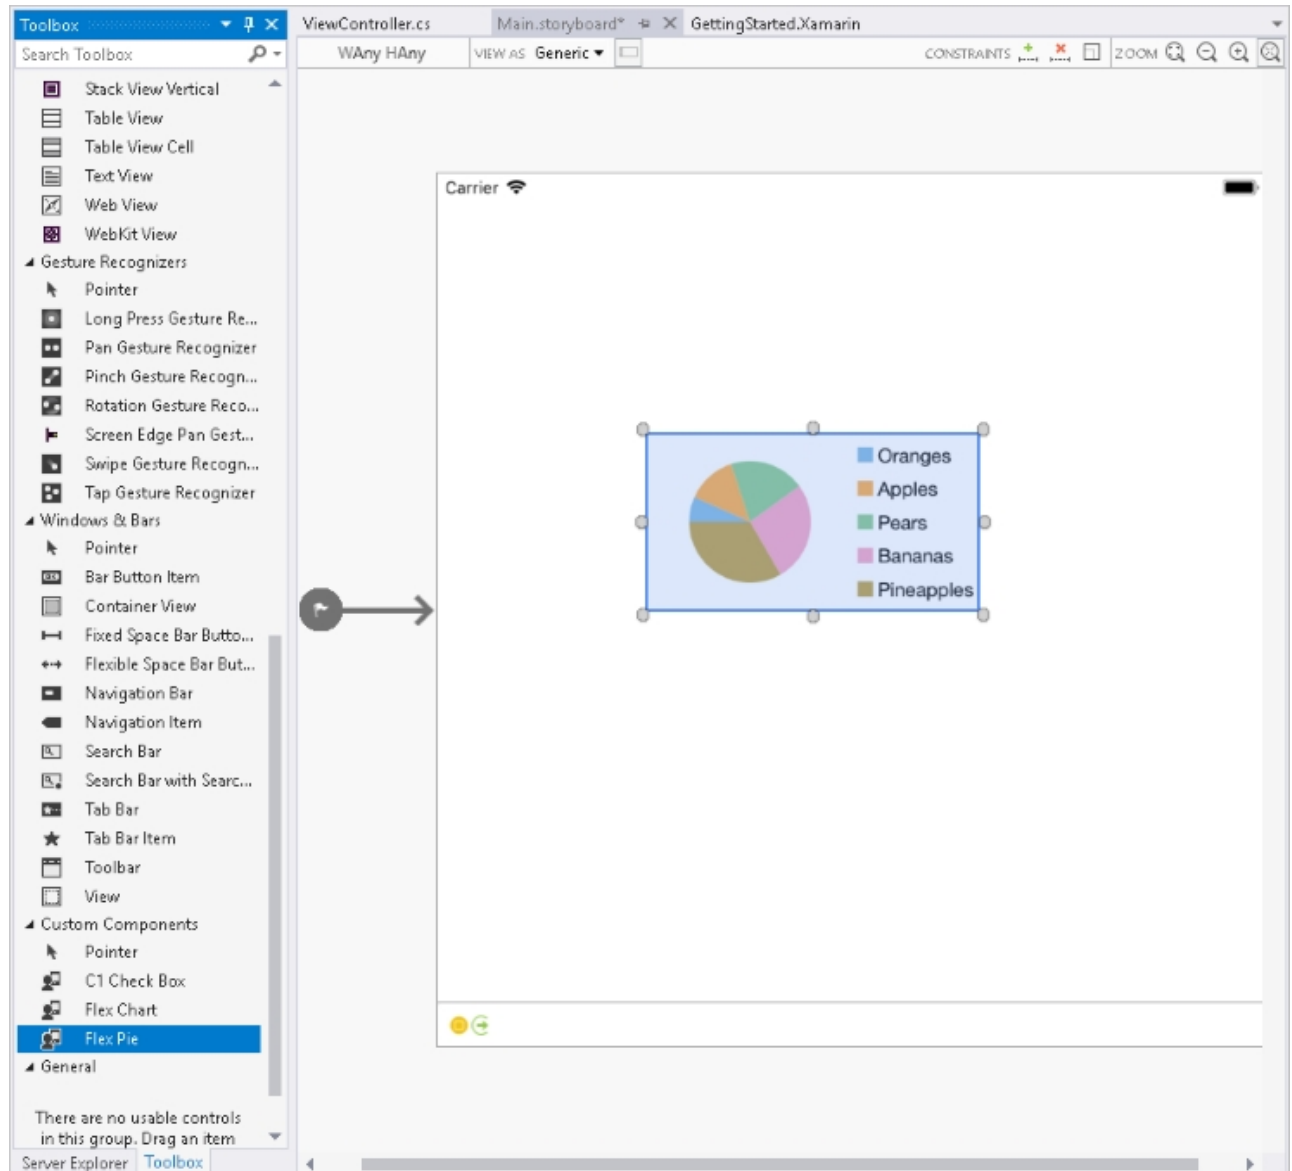 Toolbox
ViewController.cs
Main.storyboard*
GettingStarted.Xamarin
Search Toolbox
WAny HAny
VIEW AS Generic
CONSTRAINTS
ZOOM
Stack View Vertical
Table View
Table View Cell
Text View
Web View
WebKit View
Gesture Recognizers
Pointer
Long Press Gesture Re...
Pan Gesture Recognizer
Pinch Gesture Recogn...
Rotation Gesture Reco...
Screen Edge Pan Gest...
Swipe Gesture Recogn...
Tap Gesture Recognizer
Windows & Bars
Pointer
Bar Button Item
Container View
Fixed Space Bar Butto...
Flexible Space Bar But...
Navigation Bar
Navigation Item
Search Bar
Search Bar with Searc...
Tab Bar
Tab Bar Item
Toolbar
View
Custom Components
Pointer
C1 Check Box
Flex Chart
Flex Pie
General
There are no usable controls
in this group. Drag an item
Server Explorer
Toolbox
Carrier
Oranges
Apples
Pears
Bananas
Pineapples